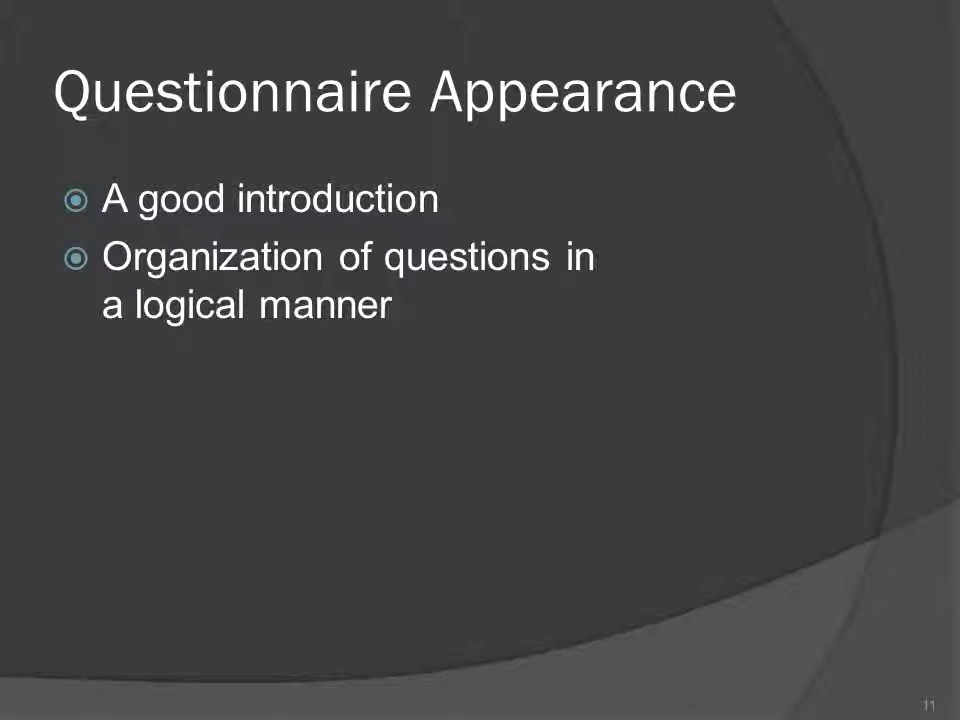 Questionnaire Appearance
A good introduction
Organization of questions in
a logical manner
11